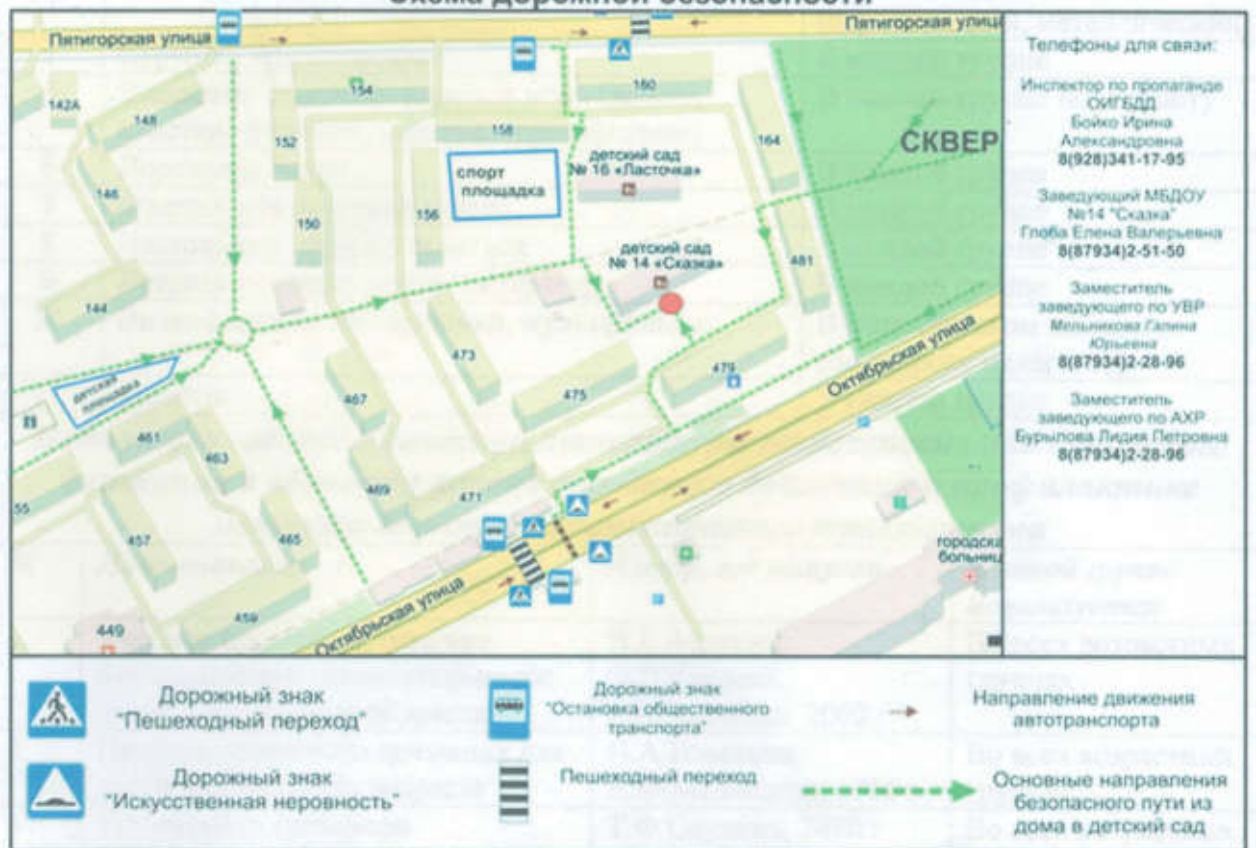 Схема дорожной безопасности
Пятигорская улица
Пятигорская улица
142А
148
154
160
152
158
164
СКВЕР
146
спорт
площадка
детский сад
№ 16 «Ласточка»
150
156
детский сад
№ 14 «Сказка»
481
144
473
479
Октябрьская улица
детская
площадка
467
475
461
463
469
471
55
457
465
городска
больниц
459
449
Октябрьская улица
Телефоны для связи:
Инспектор по пропаганде
ОИГБДД
Бойко Ирина
Александровна
8(928)341-17-95
Заведующий МБДОУ
№14 "Сказка"
Глоба Елена Валерьевна
8(87934)2-51-50
Заместитель
заведующего по УВР
Мельникова Галина
Юрьевна
8(87934)2-28-96
Заместитель
заведующего по АХР
Бурылова Лидия Петровна
8(87934)2-28-96
Дорожный знак
"Пешеходный переход"
Дорожный знак
"Остановка общественного
транспорта"
Направление движения
автотранспорта
Дорожный знак
"Искусственная неровность"
Пешеходный переход
Основные направления
безопасного пути из
дома в детский сад